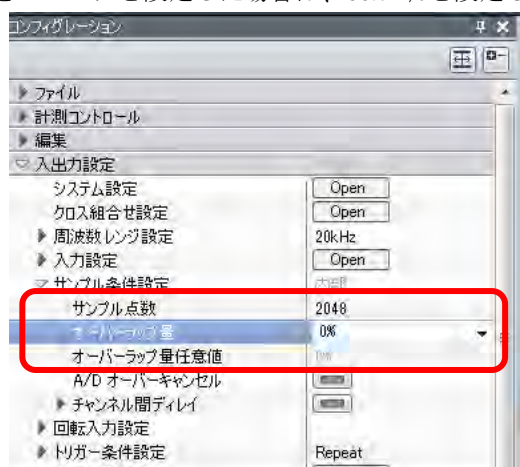 コンフィグレーション
ファイル
計測コントロール
編集
入出力設定
システム設定 Open
クロス組合せ設定 Open
周波数レンジ設定 20kHz
入力設定 Open
サンプル条件設定 内部
サンプル点数 2048
オーバーラップ量 0%
オーバーラップ量任意値 0%
A/D オーバーキャンセル
チャンネル間ディレイ
回転入力設定
トリガー条件設定 Repeat